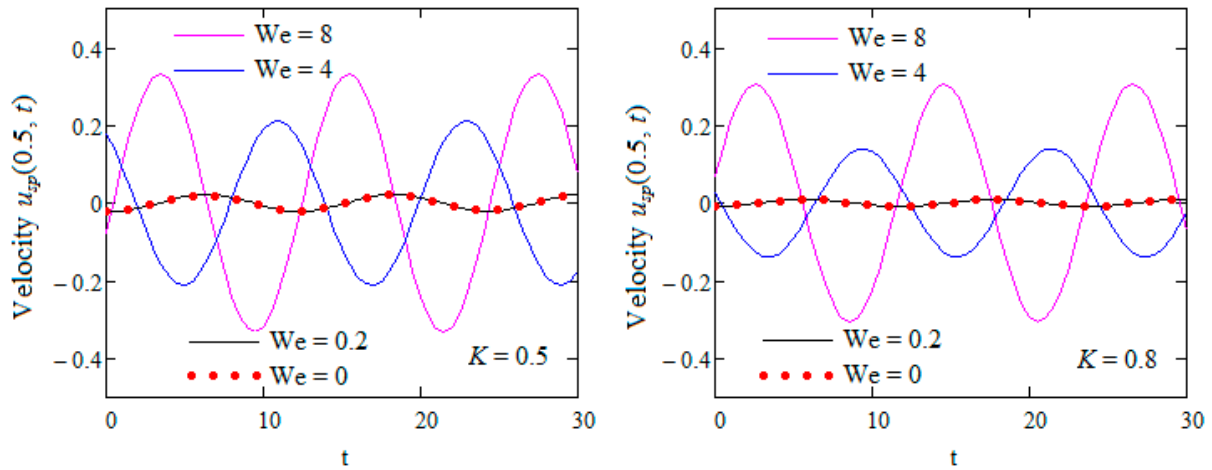 Velocity u_sp(0.5, t)
0.4
0.2
0
−0.2
−0.4
We = 8
We = 4
We = 0.2
We = 0
K = 0.5
0
10
20
30
t
Velocity u_sp(0.5, t)
0.4
0.2
0
−0.2
−0.4
We = 8
We = 4
We = 0.2
We = 0
K = 0.8
0
10
20
30
t